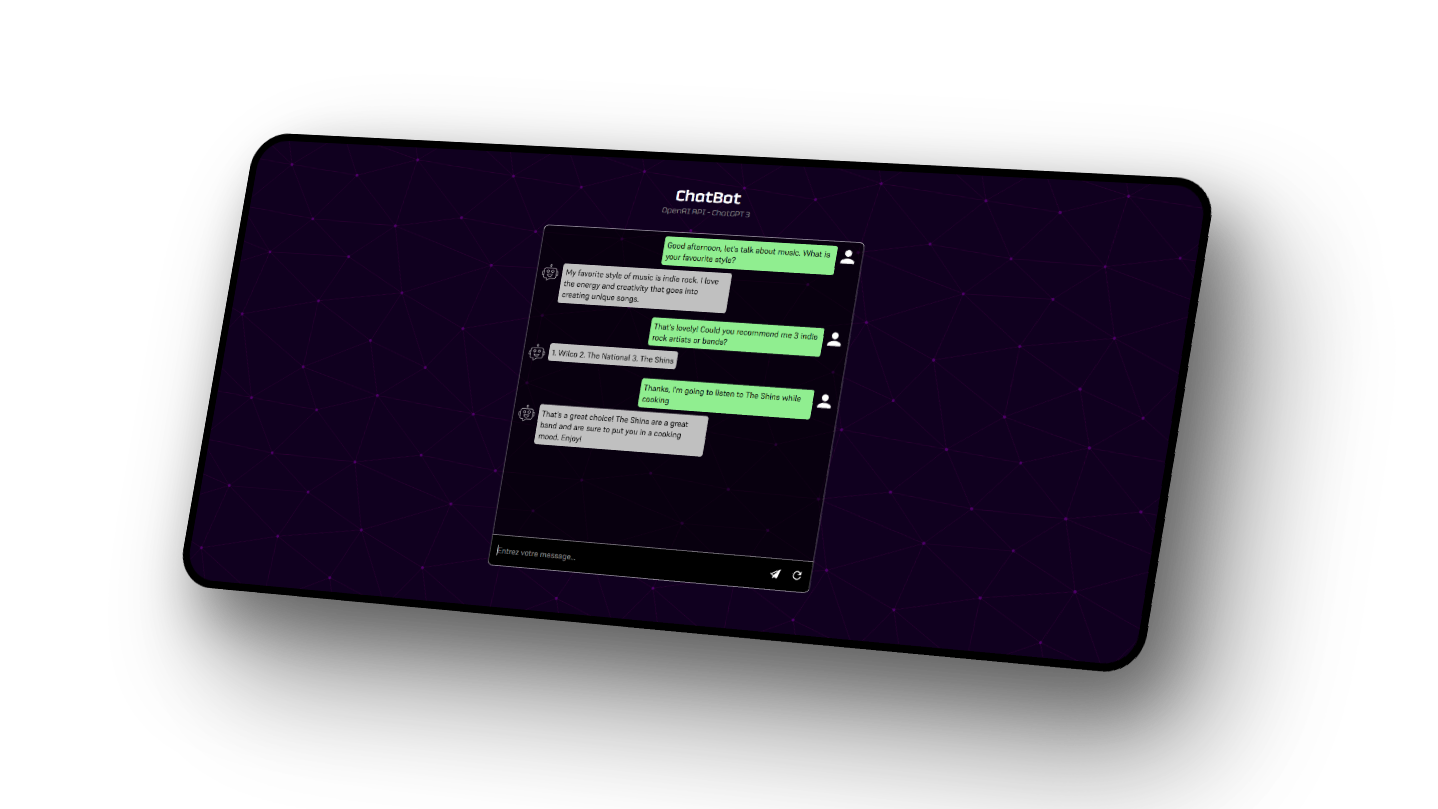 ChatBot
OpenAI API - ChatGPT 3
Good afternoon, let's talk about music. What is
your favourite style?
My favorite style of music is indie rock. I love
the energy and creativity that goes into
creating unique songs.
That's lovely! Could you recommend me 3 indie
rock artists or bands?
1. Wilco 2. The National 3. The Shins
Thanks, i'm going to listen to The Shins while
cooking
That's a great choice! The Shins are a great
band and are sure to put you in a cooking
mood. Enjoy!
Entrez votre message...